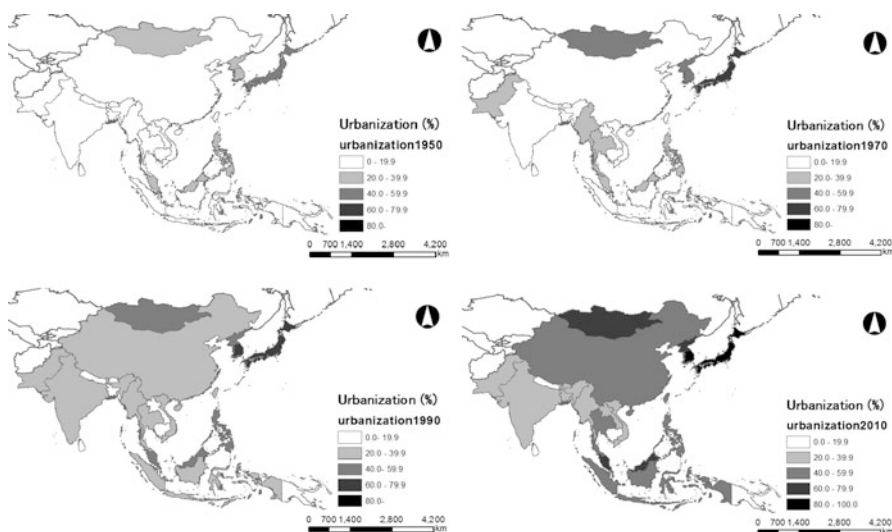 Urbanization (%)
urbanization1950
0 - 19.9
20.0 - 39.9
40.0 - 59.9
60.0 - 79.9
80.0-
0 700 1,400 2,800 4,200
km
Urbanization (%)
urbanization1970
0.0 - 19.9
20.0 - 39.9
40.0 - 59.9
60.0 - 79.9
80.0-
0 700 1,400 2,800 4,200
km
Urbanization (%)
urbanization1990
0.0 - 19.9
20.0 - 39.9
40.0 - 59.9
60.0 - 79.9
80.0-
0 700 1,400 2,800 4,200
km
Urbanization (%)
urbanization2010
0.0 - 19.9
20.0 - 39.9
40.0 - 59.9
60.0 - 79.9
80.0 - 100.0
0 700 1,400 2,800 4,200
km